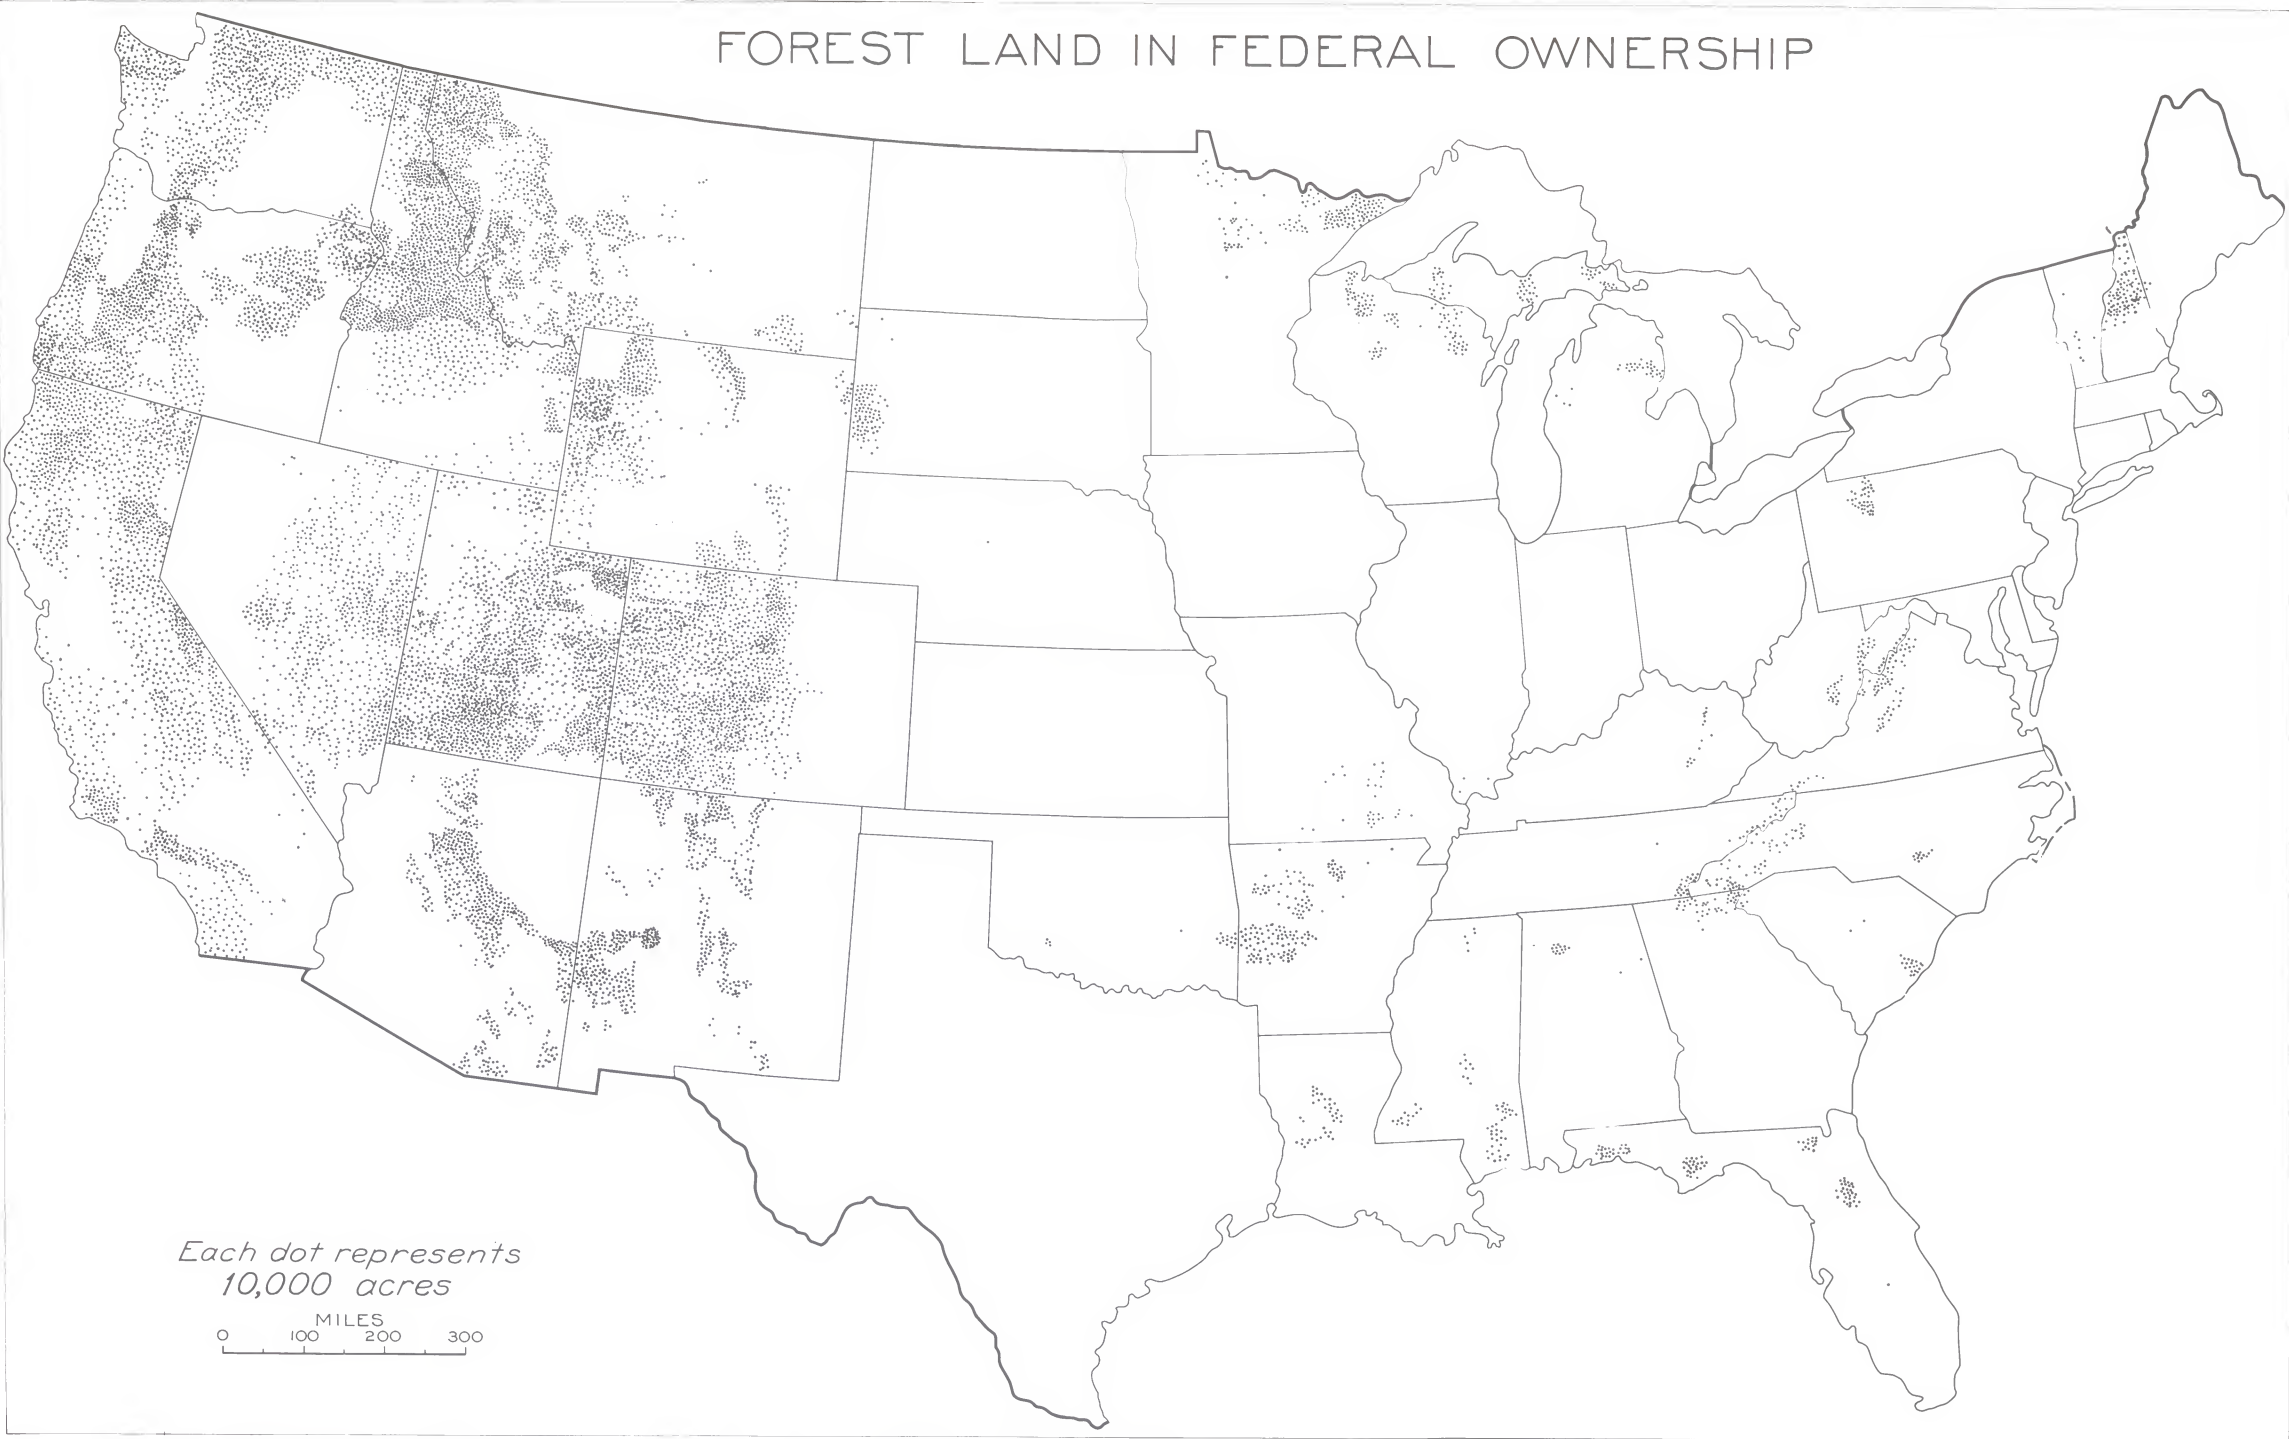 FOREST LAND IN FEDERAL OWNERSHIP
Each dot represents
10,000 acres
MILES
0 100 200 300